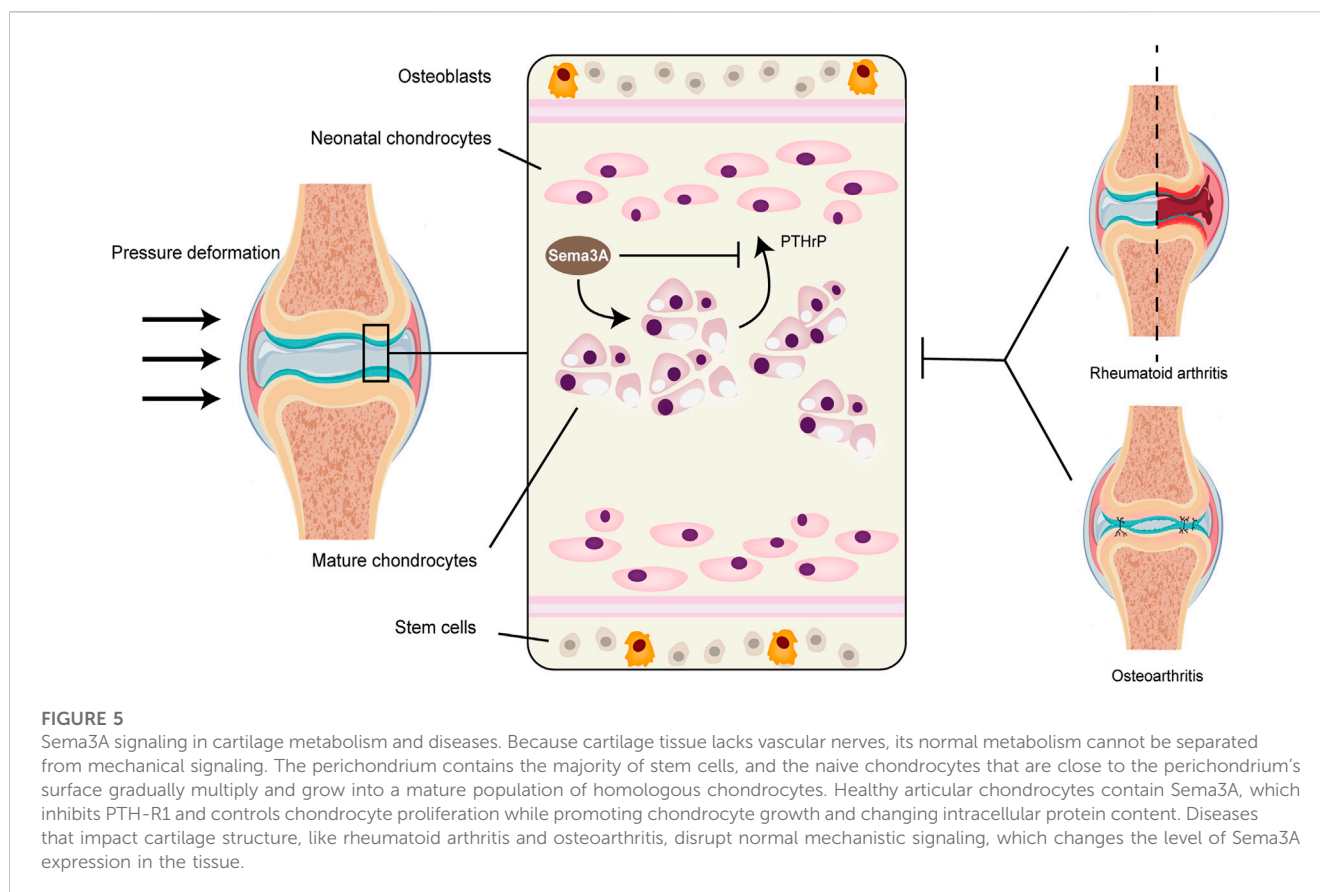 Osteoblasts
Neonatal chondrocytes
Pressure deformation
Sema3A
PTHrP
Rheumatoid arthritis
Mature chondrocytes
Stem cells
Osteoarthritis
FIGURE 5
Sema3A signaling in cartilage metabolism and diseases. Because cartilage tissue lacks vascular nerves, its normal metabolism cannot be separated
from mechanical signaling. The perichondrium contains the majority of stem cells, and the naive chondrocytes that are close to the perichondrium's
surface gradually multiply and grow into a mature population of homologous chondrocytes. Healthy articular chondrocytes contain Sema3A, which
inhibits PTH-R1 and controls chondrocyte proliferation while promoting chondrocyte growth and changing intracellular protein content. Diseases
that impact cartilage structure, like rheumatoid arthritis and osteoarthritis, disrupt normal mechanistic signaling, which changes the level of Sema3A
expression in the tissue.